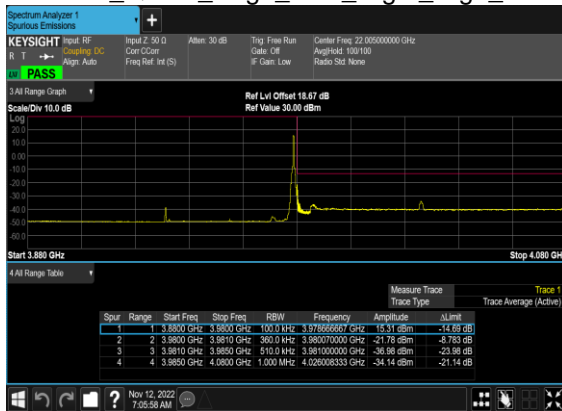 Spectrum Analyzer 1
Spurious Emissions
+
KEYSIGHT
R T
PASS
Input: RF
Coupling: DC
Align: Auto
Input Z: 50 Ω
Corr CCorr
Freq Ref: Int (S)
Atten: 30 dB
Trig: Free Run
Gate: Off
IF Gain: Low
Center Freq: 22.005000000 GHz
Avg|Hold: 100/100
Radio Std: None
3 All Range Graph
Scale/Div 10.0 dB
Ref Lvl Offset 18.67 dB
Ref Value 30.00 dBm
Log
20.0
10.0
0.00
-10.0
-20.0
-30.0
-40.0
-50.0
-60.0
Start 3.880 GHz
Stop 4.080 GH
4 All Range Table
Measure Trace Trace 1
Trace Type Trace Average (Active)
Spur Range Start Freq Stop Freq RBW Frequency Amplitude ΔLimit
1 1 3.8800 GHz 3.9800 GHz 100.0 kHz 3.978666667 GHz 15.31 dBm -14.69 dB
2 2 3.9800 GHz 3.9810 GHz 360.0 kHz 3.980070000 GHz -21.78 dBm -8.783 dB
3 3 3.9810 GHz 3.9850 GHz 510.0 kHz 3.981000000 GHz -36.98 dBm -23.98 dB
4 4 3.9850 GHz 4.0800 GHz 1.000 MHz 4.026008333 GHz -34.14 dBm -21.14 dB
?
Nov 12, 2022
7:05:58 AM